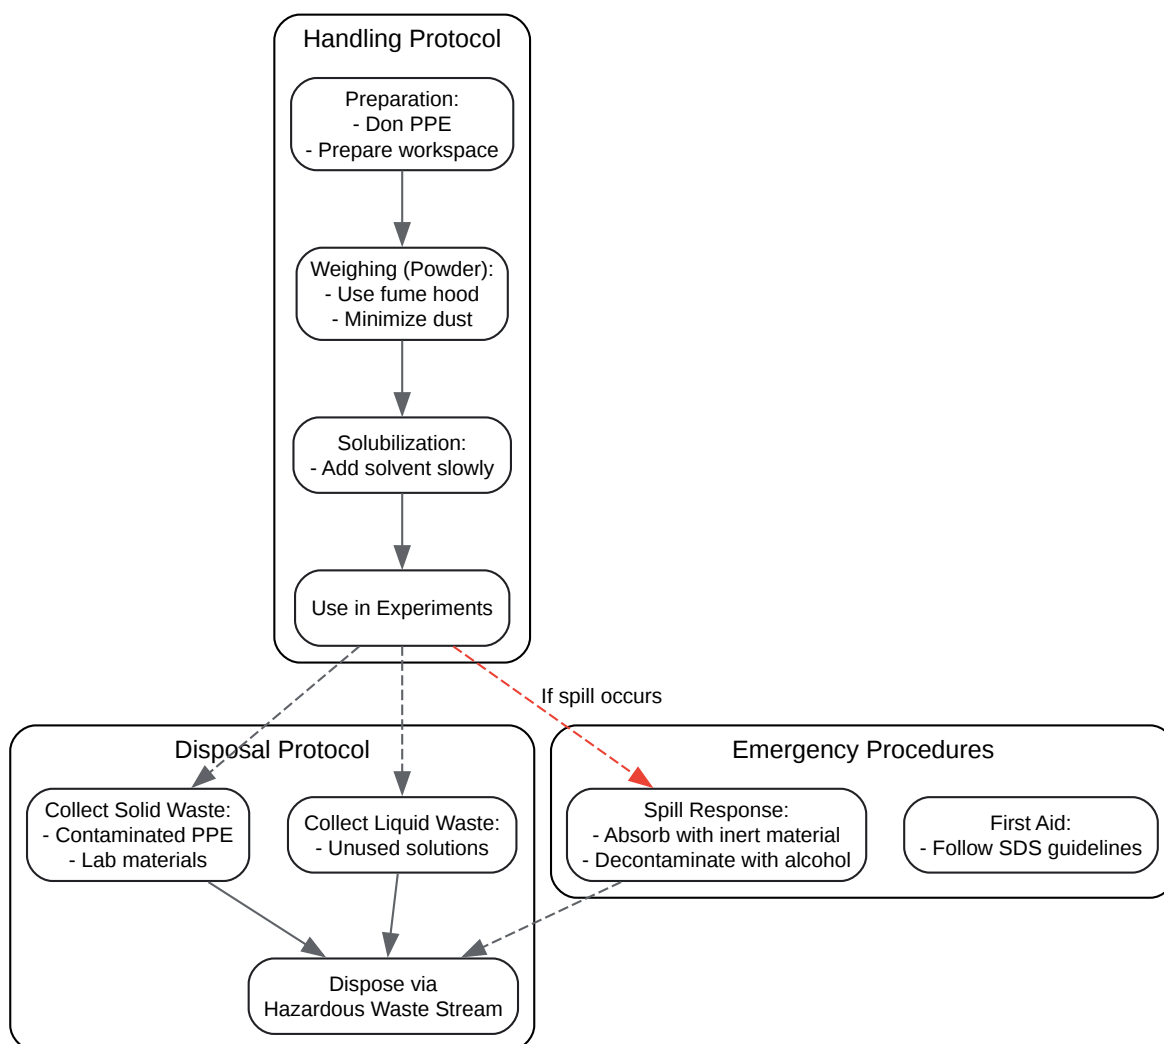 Handling Protocol
Preparation:
- Don PPE
- Prepare workspace
Weighing (Powder):
- Use fume hood
- Minimize dust
Solubilization:
- Add solvent slowly
Use in Experiments
If spill occurs
Disposal Protocol
Collect Solid Waste:
- Contaminated PPE
- Lab materials
Collect Liquid Waste:
- Unused solutions
Dispose via
Hazardous Waste Stream
Emergency Procedures
Spill Response:
- Absorb with inert material
- Decontaminate with alcohol
First Aid:
- Follow SDS guidelines